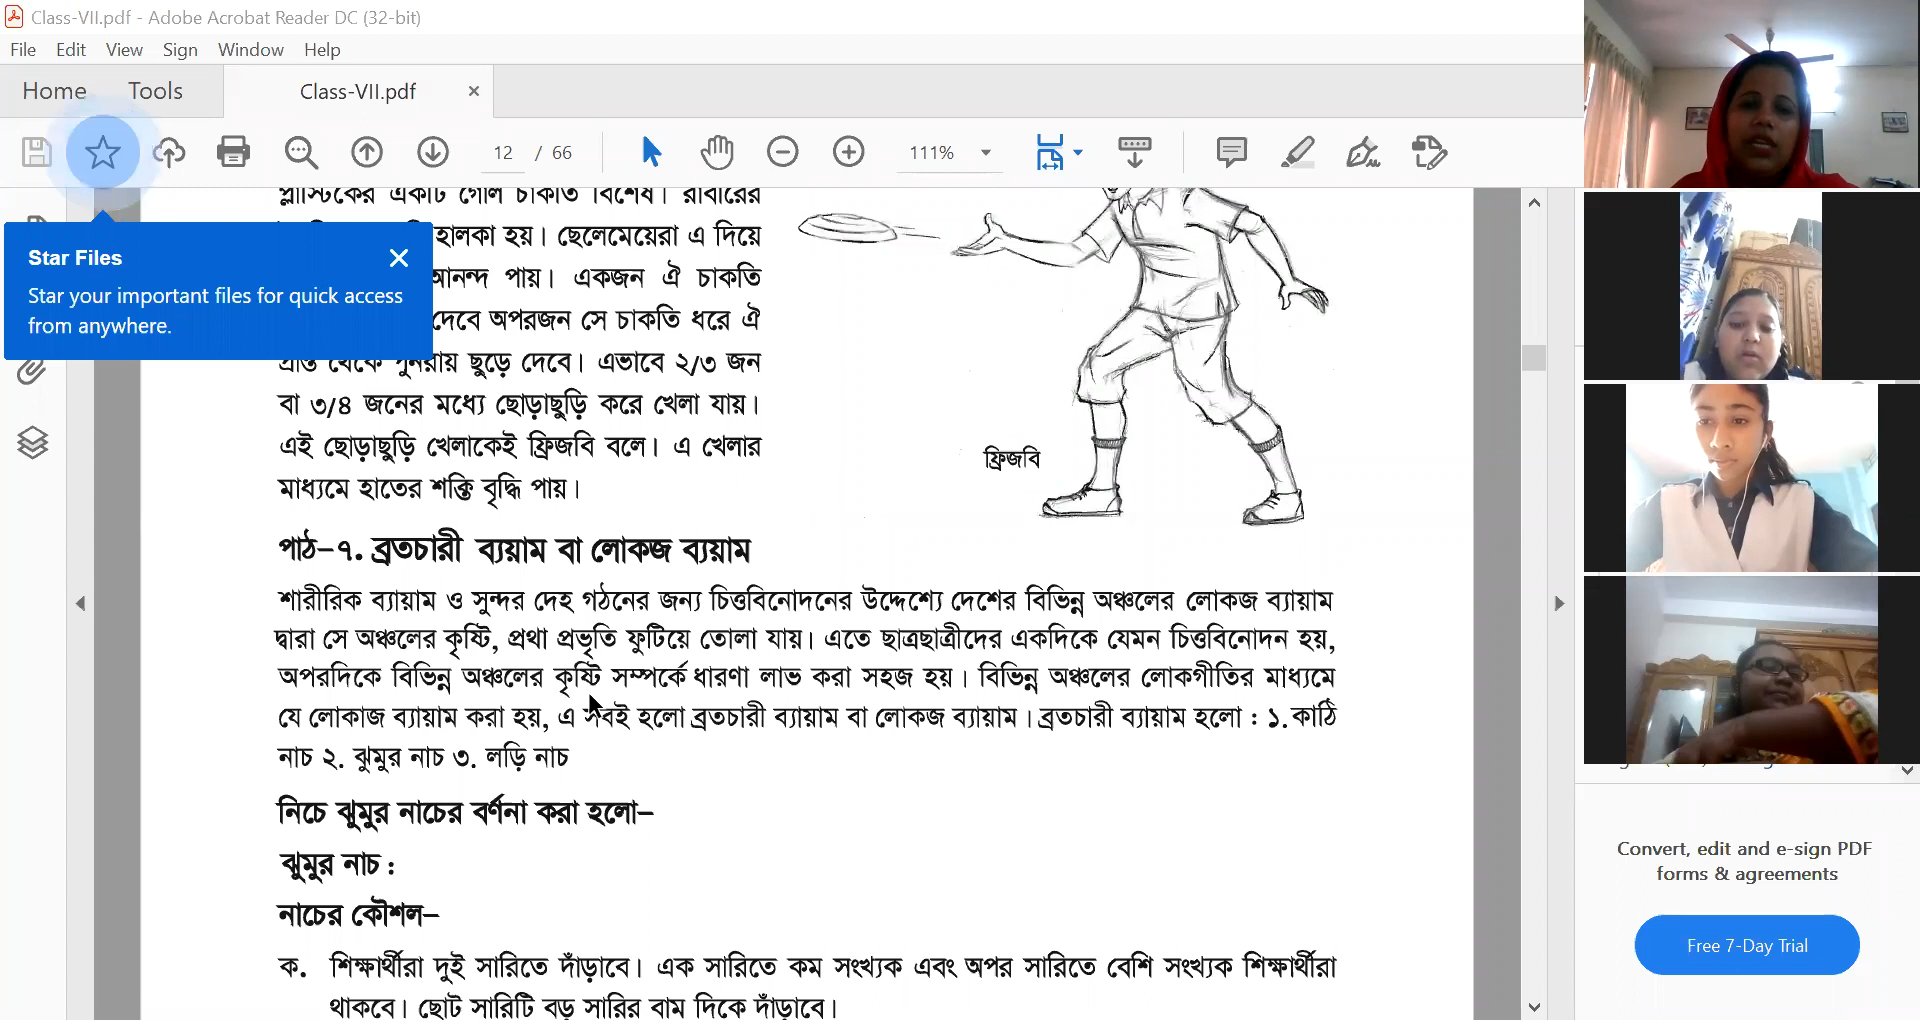 Class-VII.pdf - Adobe Acrobat Reader DC (32-bit)
File Edit View Sign Window Help
Home Tools Class-VII.pdf
12 / 66 111%
প্লাস্টিকের একটি গোল চাকতি বিশেষ। রাবারের
হালকা হয়। ছেলেমেয়েরা এ দিয়ে
আনন্দ পায়। একজন ঐ চাকতি
দেবে অপরজন সে চাকতি ধরে ঐ
প্রান্ত থেকে পুনরায় ছুড়ে দেবে। এভাবে ২/৩ জন
বা ৩/৪ জনের মধ্যে ছোড়াছুড়ি করে খেলা যায়।
এই ছোড়াছুড়ি খেলাকেই ফ্রিজবি বলে। এ খেলার
মাধ্যমে হাতের শক্তি বৃদ্ধি পায়।
Star Files
Star your important files for quick access
from anywhere.
ফ্রিজবি
পাঠ–৭. ব্রতচারী ব্যয়াম বা লোকজ ব্যয়াম
শারীরিক ব্যায়াম ও সুন্দর দেহ গঠনের জন্য চিত্তবিনোদনের উদ্দেশ্যে দেশের বিভিন্ন অঞ্চলের লোকজ ব্যায়াম
দ্বারা সে অঞ্চলের কৃষ্টি, প্রথা প্রভৃতি ফুটিয়ে তোলা যায়। এতে ছাত্রছাত্রীদের একদিকে যেমন চিত্তবিনোদন হয়,
অপরদিকে বিভিন্ন অঞ্চলের কৃষ্টি সম্পর্কে ধারণা লাভ করা সহজ হয়। বিভিন্ন অঞ্চলের লোকগীতির মাধ্যমে
যে লোকাজ ব্যায়াম করা হয়, এ সবই হলো ব্রতচারী ব্যায়াম বা লোকজ ব্যায়াম। ব্রতচারী ব্যায়াম হলো : ১. কাঠি
নাচ ২. ঝুমুর নাচ ৩. লড়ি নাচ
নিচে ঝুমুর নাচের বর্ণনা করা হলো–
ঝুমুর নাচ :
নাচের কৌশল–
ক. শিক্ষার্থীরা দুই সারিতে দাঁড়াবে। এক সারিতে কম সংখ্যক এবং অপর সারিতে বেশি সংখ্যক শিক্ষার্থীরা
থাকবে। ছোট সারিটি বড় সারির বাম দিকে দাঁড়াবে।
Convert, edit and e-sign PDF
forms & agreements
Free 7-Day Trial